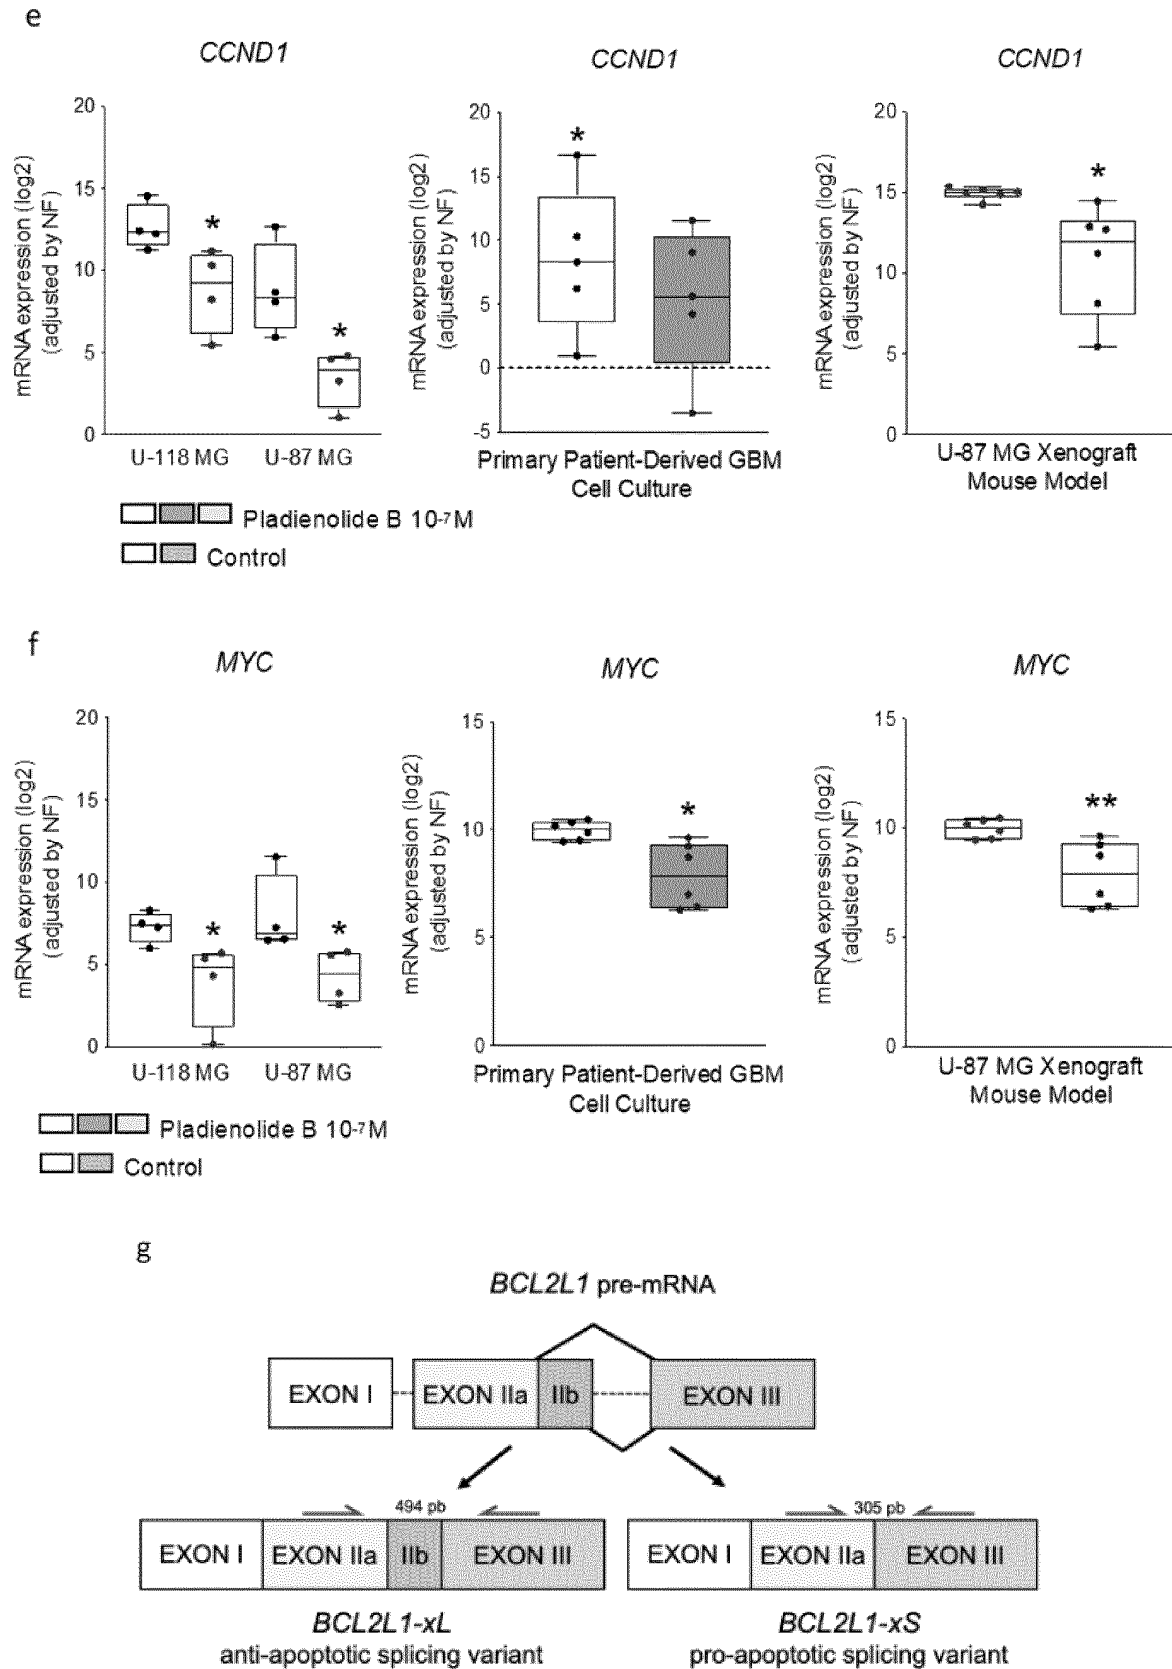 e
CCND1
CCND1
CCND1
mRNA expression (log2)
(adjusted by NF)
20
15
10
5
0
*
*
U-118 MG
U-87 MG
mRNA expression (log2)
(adjusted by NF)
20
15
10
5
0
-5
*
Primary Patient-Derived GBM
Cell Culture
mRNA expression (log2)
(adjusted by NF)
20
15
10
5
0
*
U-87 MG Xenograft
Mouse Model
Pladienolide B 10-7M
Control
f
MYC
MYC
MYC
mRNA expression (log2)
(adjusted by NF)
20
15
10
5
0
*
*
U-118 MG
U-87 MG
mRNA expression (log2)
(adjusted by NF)
15
10
5
0
*
Primary Patient-Derived GBM
Cell Culture
mRNA expression (log2)
(adjusted by NF)
15
10
5
0
**
U-87 MG Xenograft
Mouse Model
Pladienolide B 10-7M
Control
g
BCL2L1 pre-mRNA
EXON I
EXON IIa
IIb
EXON III
494 pb
305 pb
EXON I
EXON IIa
IIb
EXON III
EXON I
EXON IIa
EXON III
BCL2L1-xL
anti-apoptotic splicing variant
BCL2L1-xS
pro-apoptotic splicing variant